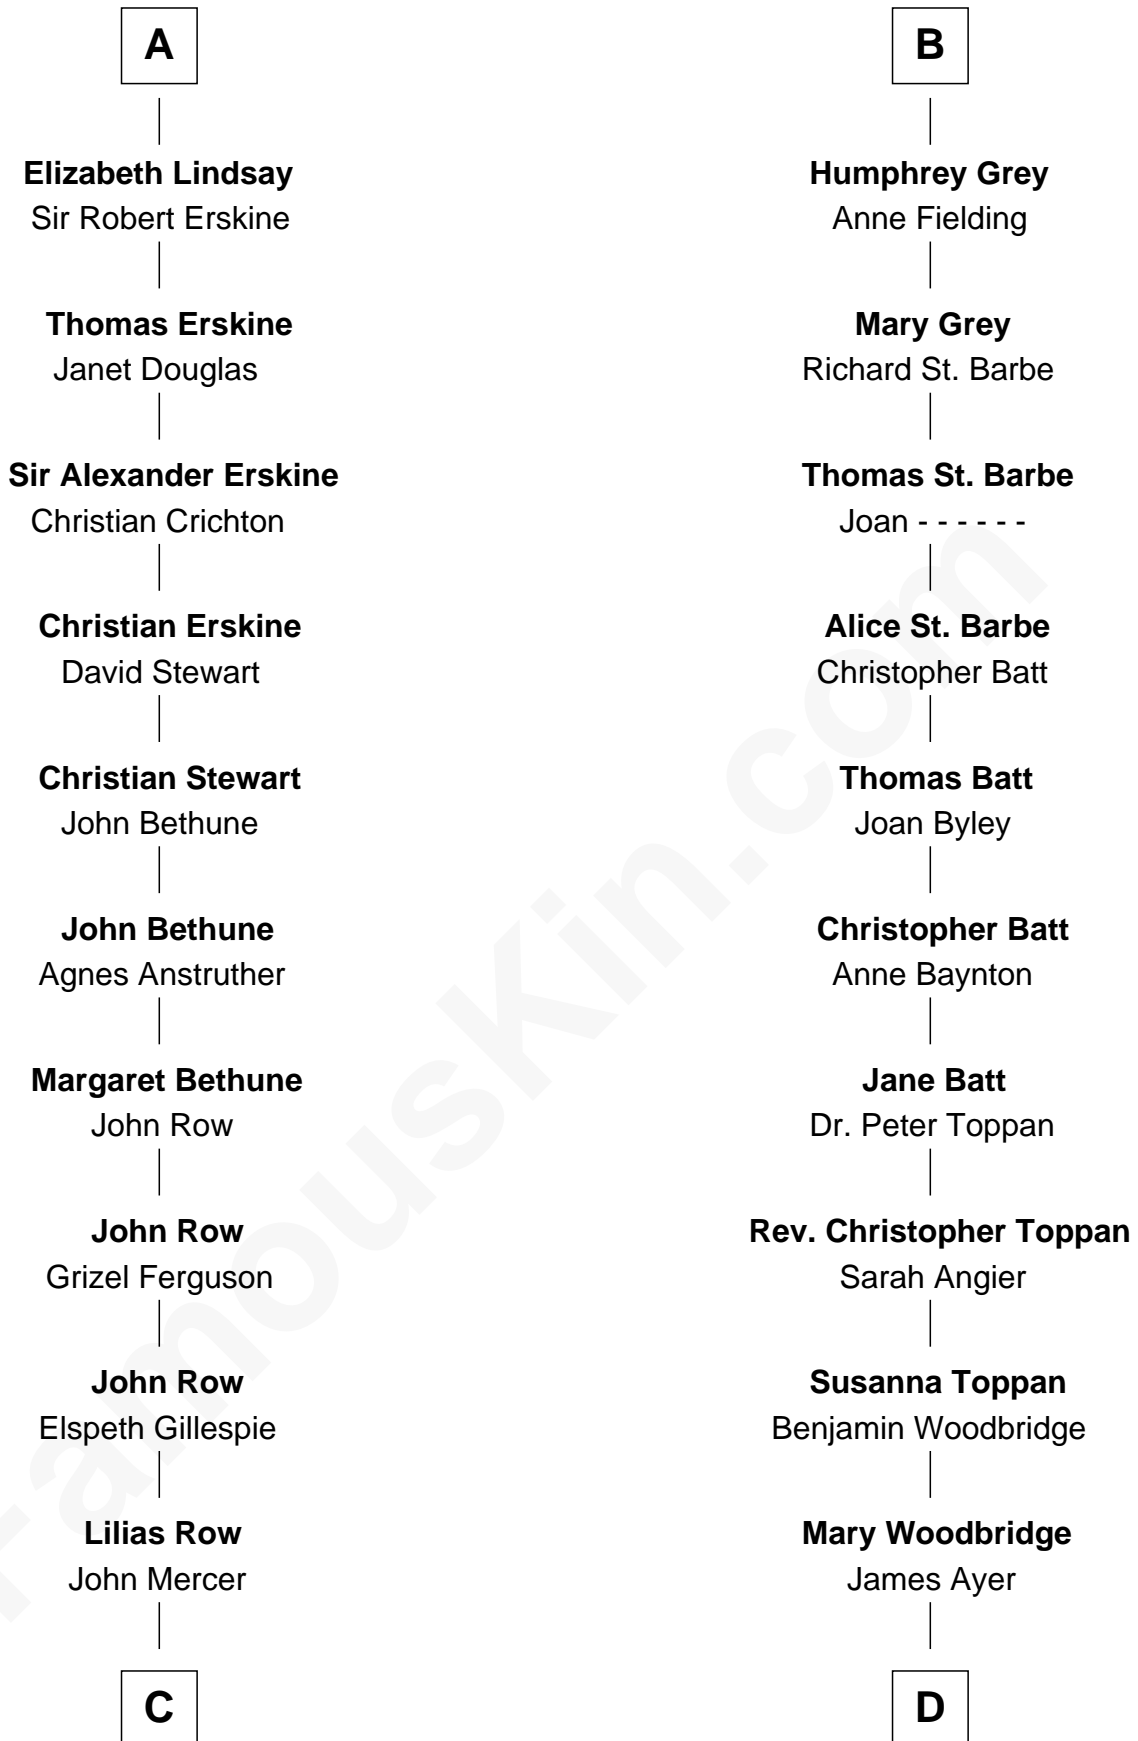 A
Elizabeth Lindsay
Sir Robert Erskine
Thomas Erskine
Janet Douglas
Sir Alexander Erskine
Christian Crichton
Christian Erskine
David Stewart
Christian Stewart
John Bethune
John Bethune
Agnes Anstruther
Margaret Bethune
John Row
John Row
Grizel Ferguson
John Row
Elspeth Gillespie
Lilias Row
John Mercer
C
B
Humphrey Grey
Anne Fielding
Mary Grey
Richard St. Barbe
Thomas St. Barbe
Joan - - - - - -
Alice St. Barbe
Christopher Batt
Thomas Batt
Joan Byley
Christopher Batt
Anne Baynton
Jane Batt
Dr. Peter Toppan
Rev. Christopher Toppan
Sarah Angier
Susanna Toppan
Benjamin Woodbridge
Mary Woodbridge
James Ayer
D
FamousKin.com